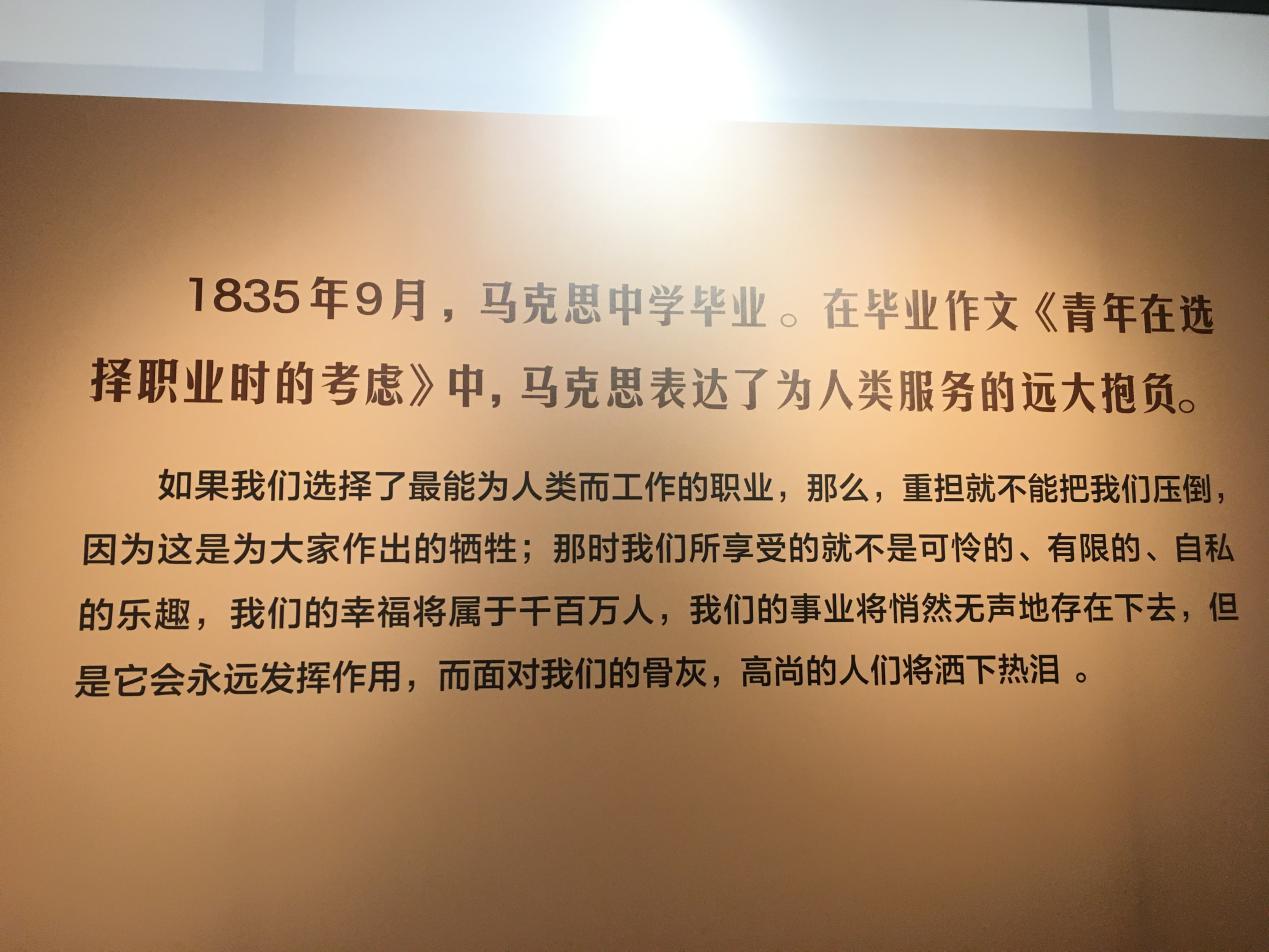 1835年9月，马克思中学毕业。在毕业作文《青年在选
择职业时的考虑》中，马克思表达了为人类服务的远大抱负。
如果我们选择了最能为人类而工作的职业，那么，重担就不能把我们压倒，
因为这是为大家作出的牺牲；那时我们所享受的就不是可怜的、有限的、自私
的乐趣，我们的幸福将属于千百万人，我们的事业将悄然无声地存在下去，但
是它会永远发挥作用，而面对我们的骨灰，高尚的人们将洒下热泪 。